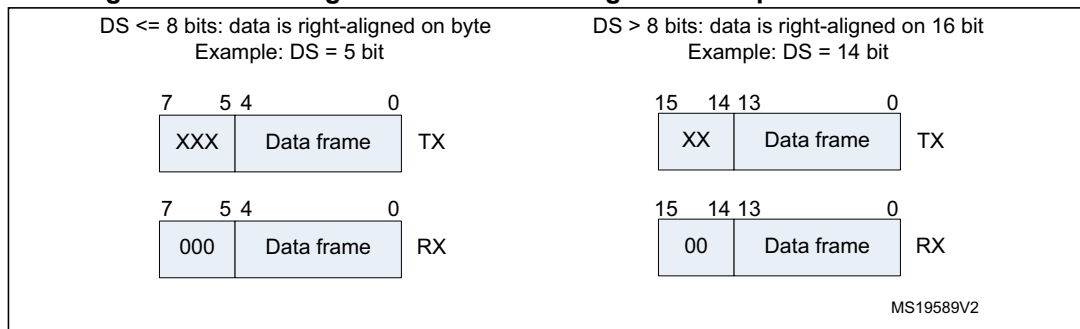 DS <= 8 bits: data is right-aligned on byte
Example: DS = 5 bit
7 5 4 0
XXX Data frame TX
7 5 4 0
000 Data frame RX
DS > 8 bits: data is right-aligned on 16 bit
Example: DS = 14 bit
15 14 13 0
XX Data frame TX
15 14 13 0
00 Data frame RX
MS19589V2